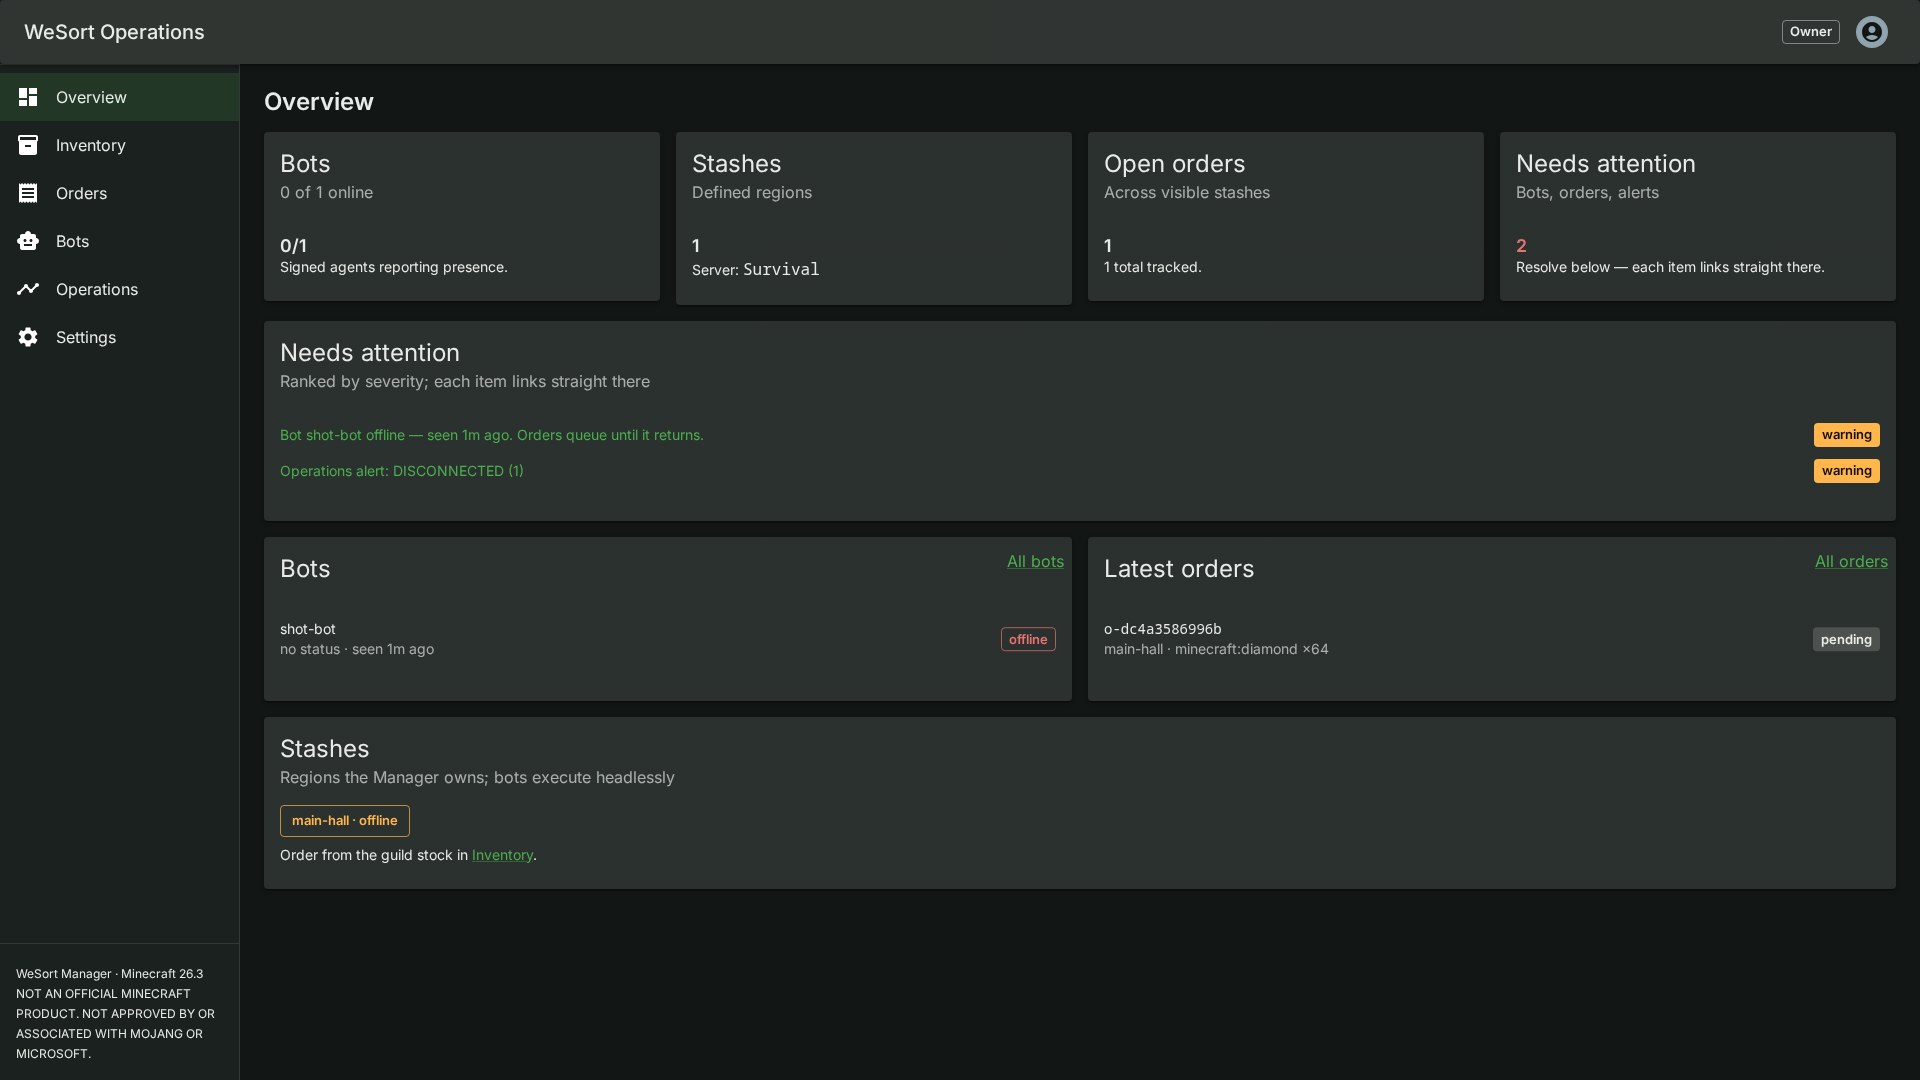 WeSort Operations
Owner
Overview
Inventory
Orders
Bots
Operations
Settings
WeSort Manager · Minecraft 26.3
NOT AN OFFICIAL MINECRAFT
PRODUCT. NOT APPROVED BY OR
ASSOCIATED WITH MOJANG OR
MICROSOFT.
Overview
Bots
0 of 1 online
0/1
Signed agents reporting presence.
Stashes
Defined regions
1
Server: Survival
Open orders
Across visible stashes
1
1 total tracked.
Needs attention
Bots, orders, alerts
2
Resolve below — each item links straight there.
Needs attention
Ranked by severity; each item links straight there
Bot shot-bot offline — seen 1m ago. Orders queue until it returns.
warning
Operations alert: DISCONNECTED (1)
warning
Bots
All bots
shot-bot
no status · seen 1m ago
offline
Latest orders
All orders
o-dc4a3586996b
main-hall · minecraft:diamond ×64
pending
Stashes
Regions the Manager owns; bots execute headlessly
main-hall · offline
Order from the guild stock in Inventory.